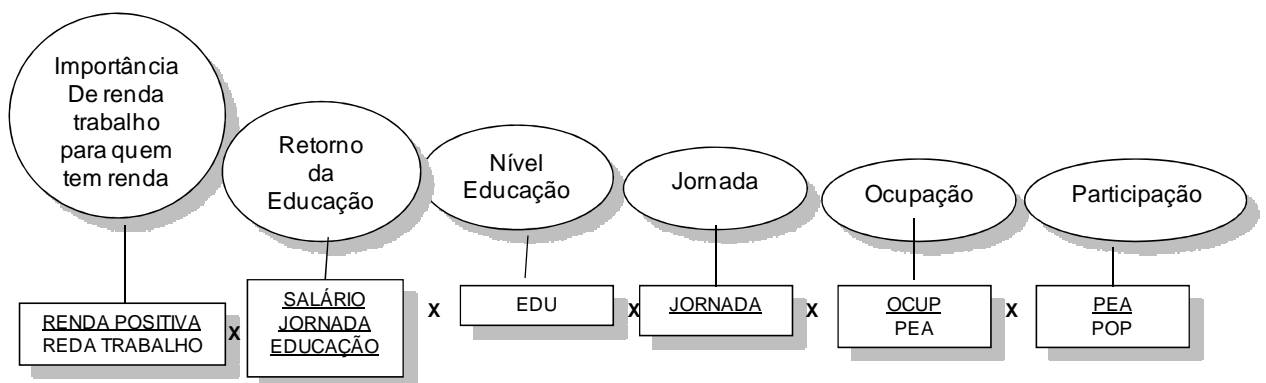 Importância
De renda
trabalho
para quem
tem renda
Retorno
da
Educação
Nível
Educação
Jornada
Ocupação
Participação
RENDA POSITIVA
REDA TRABALHO
X
SALÁRIO
JORNADA
EDUCAÇÃO
X
EDU
X
JORNADA
X
OCUP
PEA
X
PEA
POP